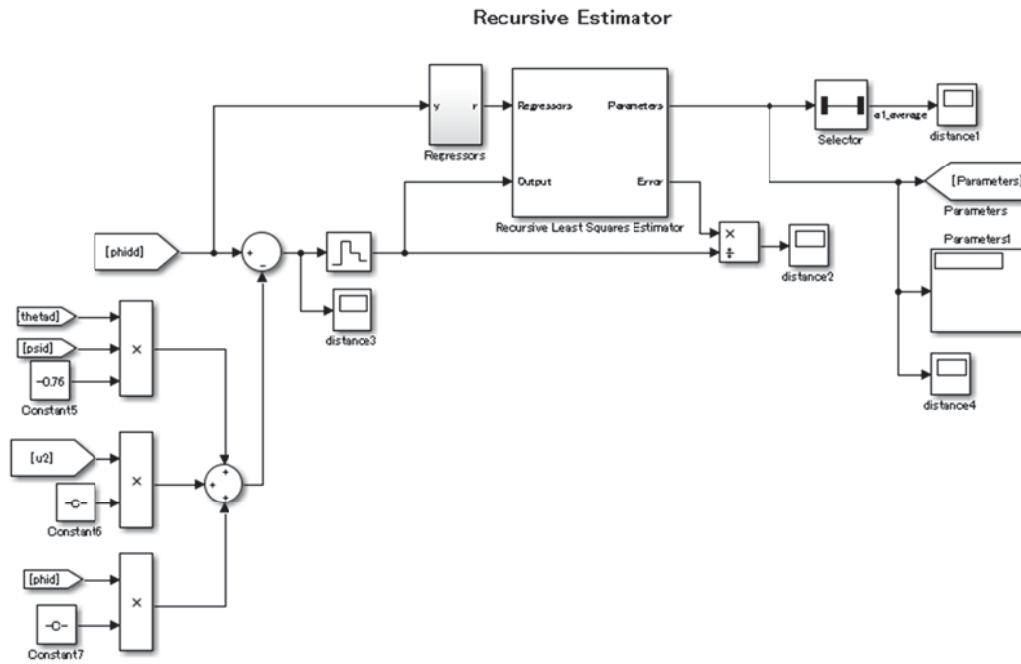 Recursive Estimator
y r
Regressors
Regressors Parameters
Output Error
Recursive Least Squares Estimator
Selector
a1_average
distance1
[Parameters]
Parameters
Parameters1
[phidd]
+
−
×
÷
distance2
distance3
distance4
[thetad]
[psid]
-0.76
Constant5
×
[u2]
-C-
Constant6
×
+
+
+
[phid]
-C-
Constant7
×